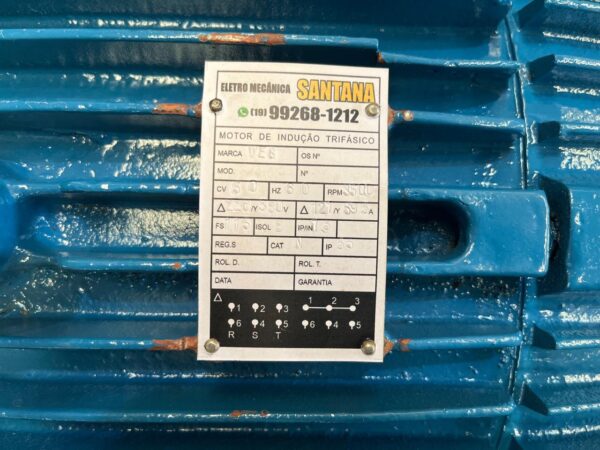 ELETRO MECÂNICA SANTANA
(19) 99268-1212
MOTOR DE INDUÇÃO TRIFÁSICO
MARCA OS Nº
MOD. Nº
CV HZ 60 RPM
V A
FS ISOL IP/IN
REG.S CAT N IP
ROL. D. ROL. T.
DATA GARANTIA
1 2 3 1 2 3
6 4 5 6 4 5
R S T